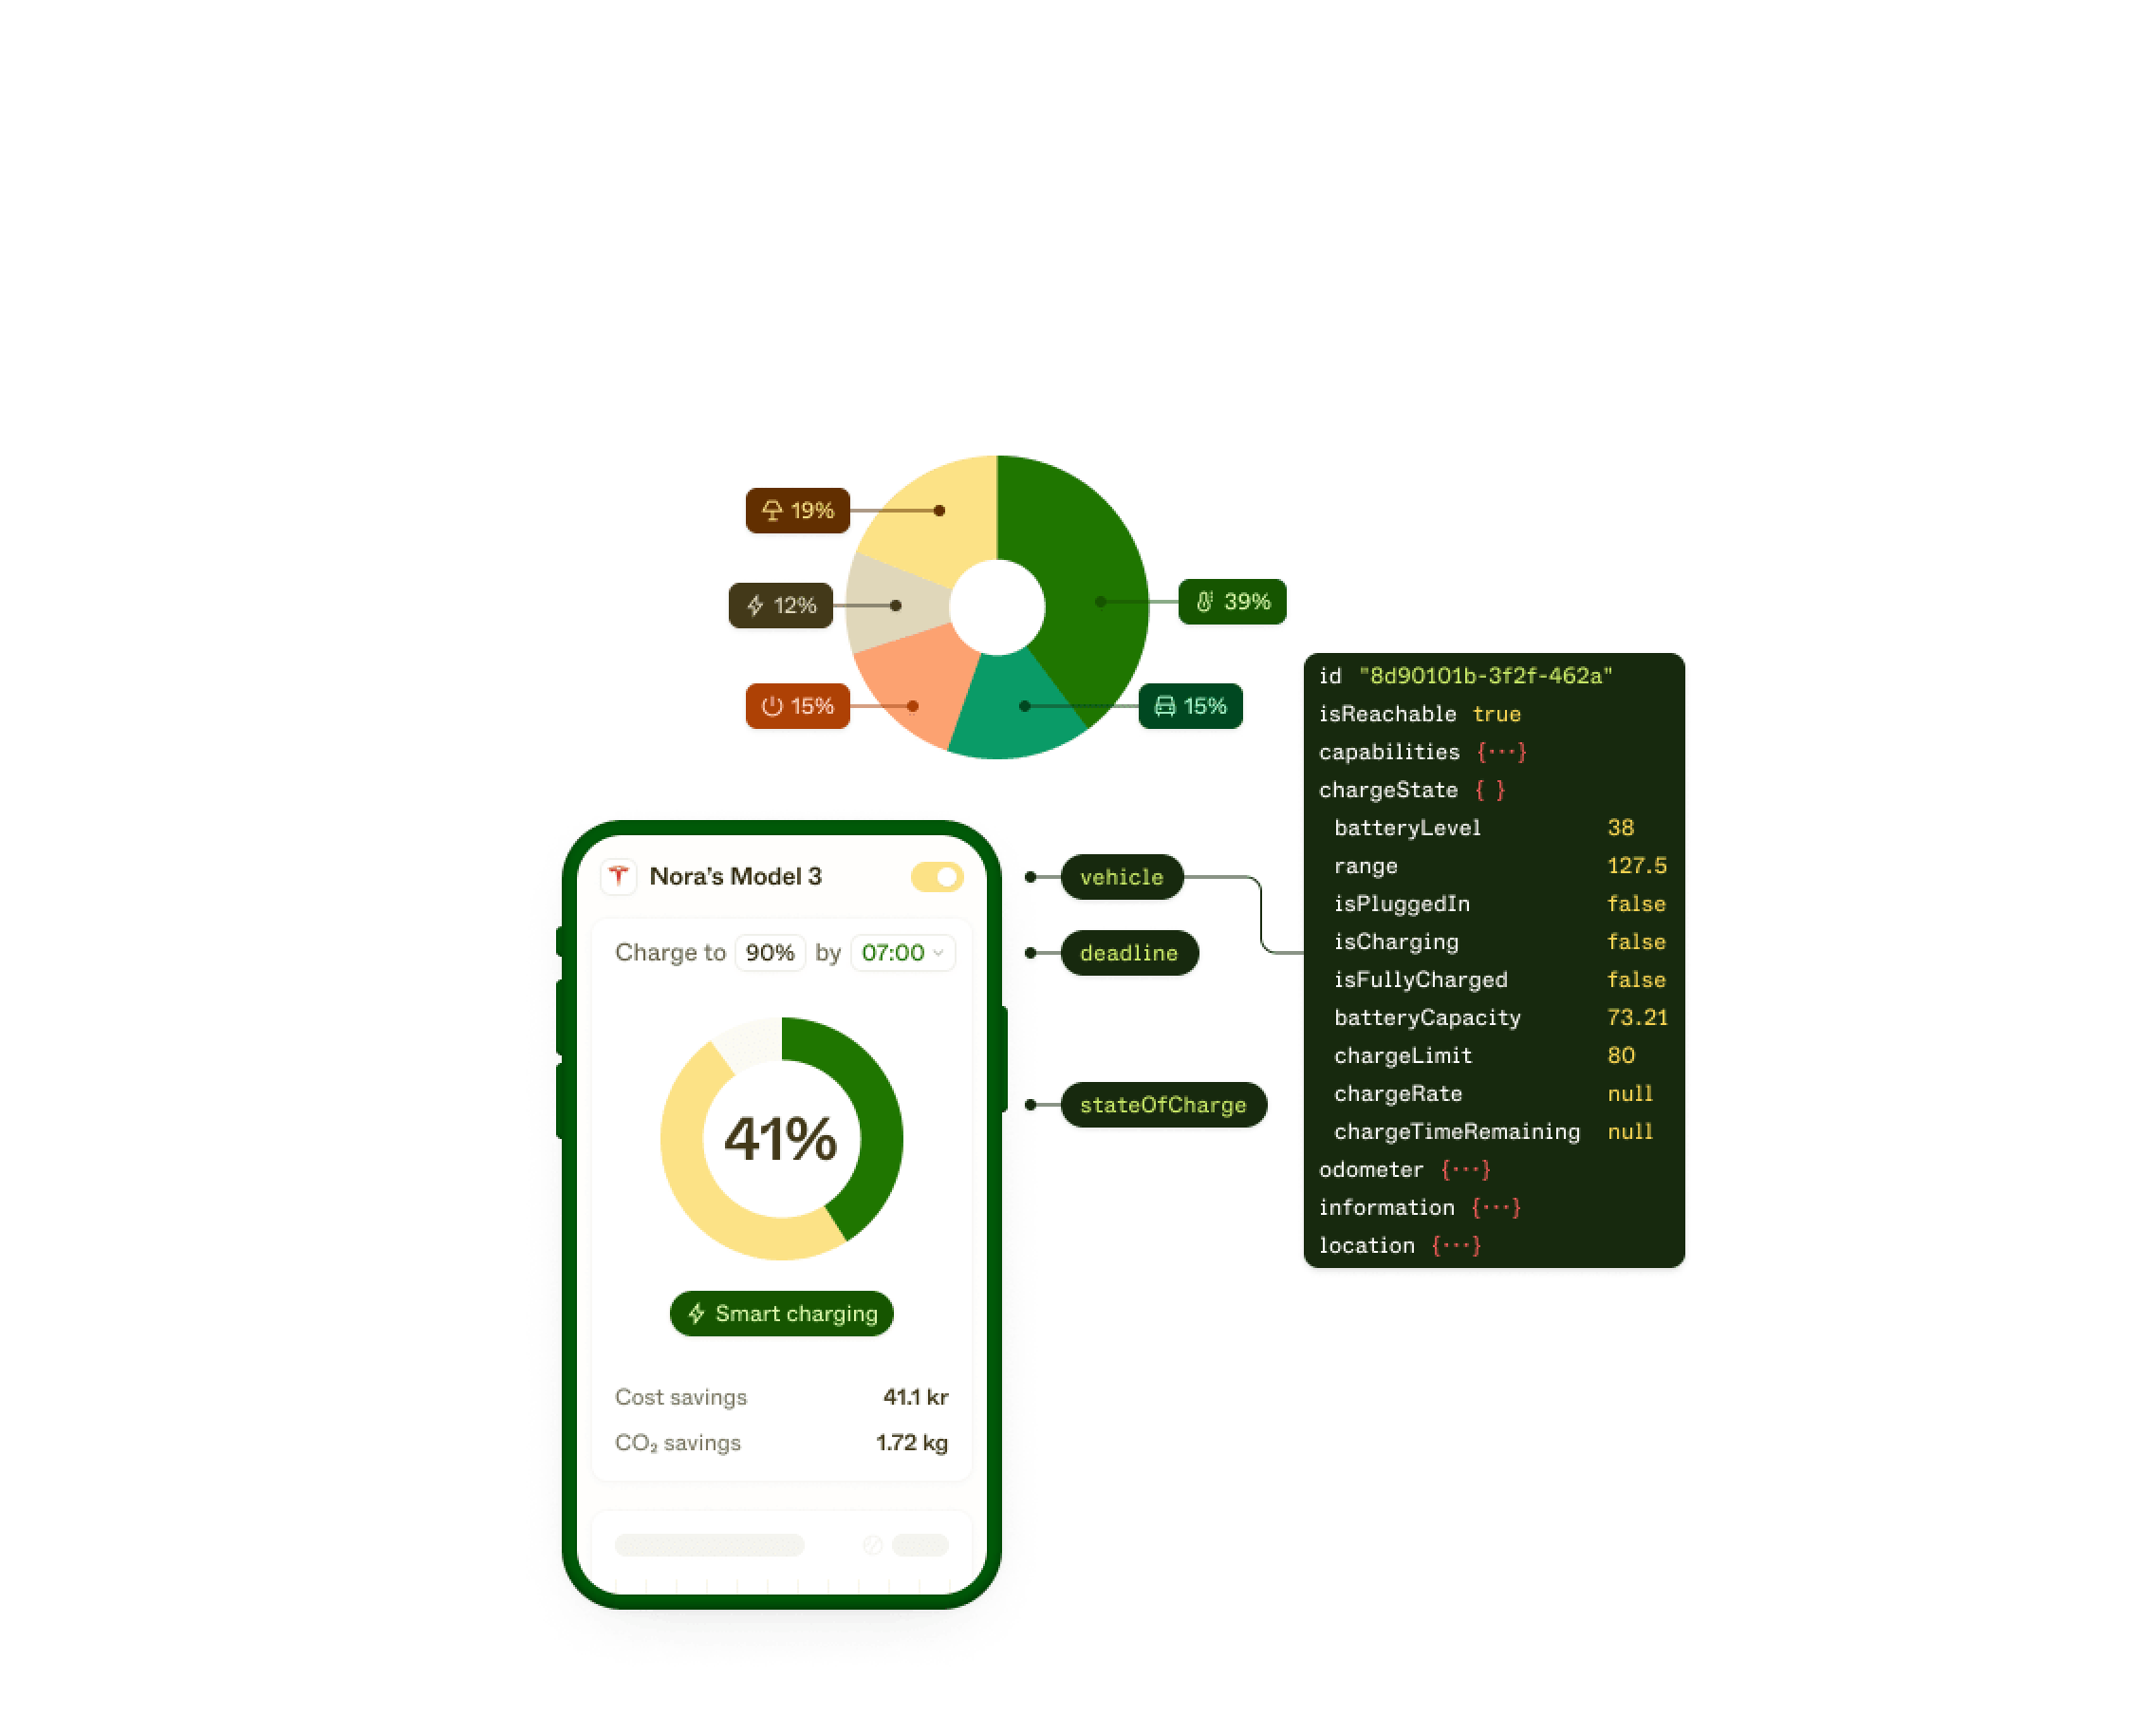 19%
12%
39%
15%
15%
Nora's Model 3
Charge to 90% by 07:00
41%
Smart charging
Cost savings 41.1 kr
CO₂ savings 1.72 kg
vehicle
deadline
stateOfCharge
id "8d90101b-3f2f-462a"
isReachable true
capabilities {···}
chargeState { }
batteryLevel 38
range 127.5
isPluggedIn false
isCharging false
isFullyCharged false
batteryCapacity 73.21
chargeLimit 80
chargeRate null
chargeTimeRemaining null
odometer {···}
information {···}
location {···}